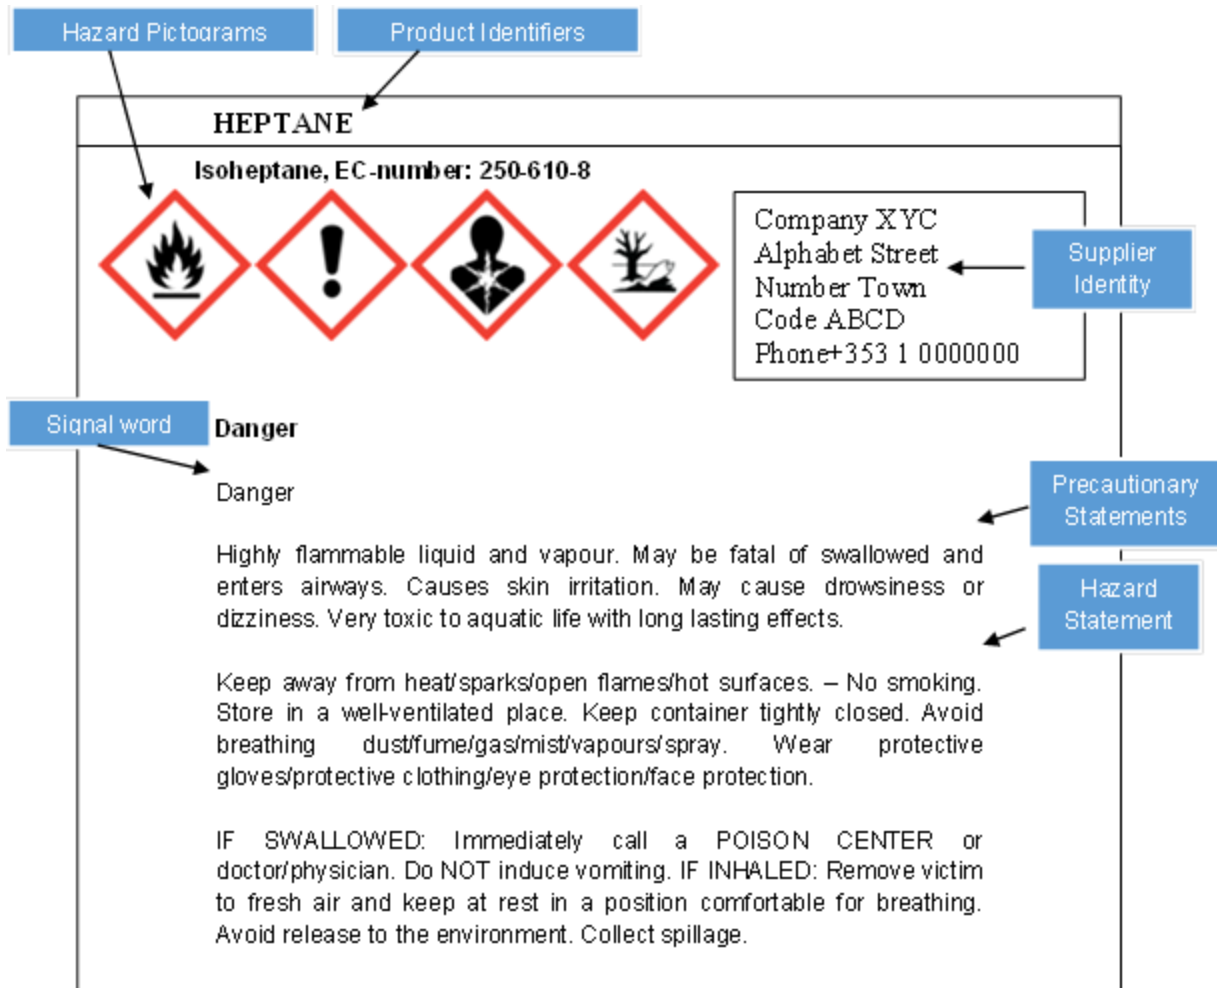 Hazard Pictograms
Product Identifiers
HEPTANE
Isoheptane, EC-number: 250-610-8
Company XYC
Alphabet Street
Number Town
Code ABCD
Phone+353 1 0000000
Supplier
Identity
Signal word
Danger
Danger
Precautionary
Statements
Highly flammable liquid and vapour. May be fatal of swallowed and
enters airways. Causes skin irritation. May cause drowsiness or
dizziness. Very toxic to aquatic life with long lasting effects.
Hazard
Statement
Keep away from heat/sparks/open flames/hot surfaces. – No smoking.
Store in a well-ventilated place. Keep container tightly closed. Avoid
breathing dust/fume/gas/mist/vapours/spray. Wear protective
gloves/protective clothing/eye protection/face protection.
IF SWALLOWED: Immediately call a POISON CENTER or
doctor/physician. Do NOT induce vomiting. IF INHALED: Remove victim
to fresh air and keep at rest in a position comfortable for breathing.
Avoid release to the environment. Collect spillage.